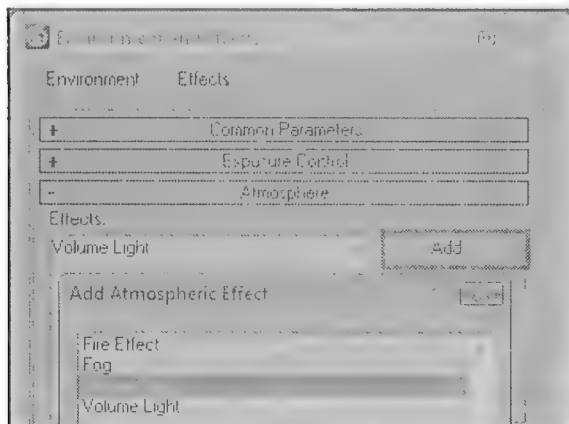 Environment Effects
+ Common Parameters
+ Exposure Control
- Atmosphere
Effects:
Volume Light Add
Add Atmospheric Effect
Fire Effect
Fog
Volume Light